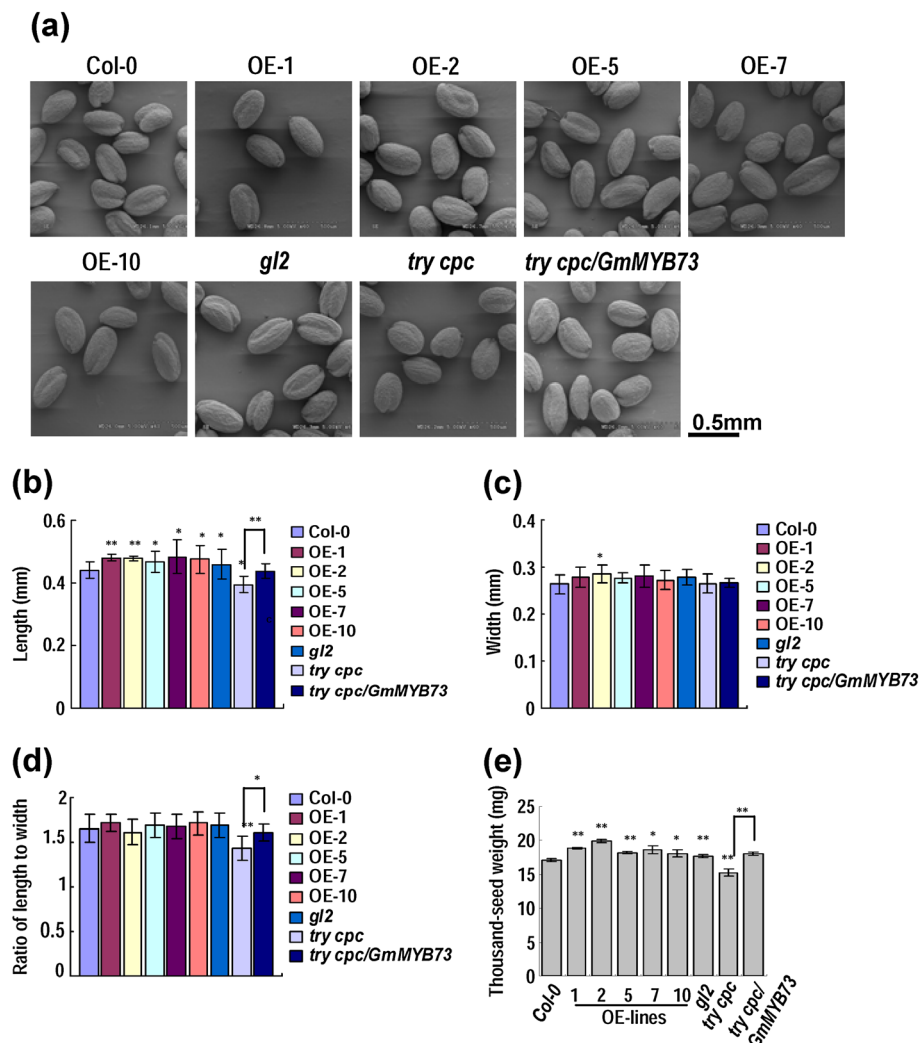 (a)
Col-0 OE-1 OE-2 OE-5 OE-7
OE-10 gl2 try cpc try cpc/GmMYB73
0.5mm
(b)
Length (mm)
0.6
0.4
0.2
0
** ** * * * * * **
Col-0
OE-1
OE-2
OE-5
OE-7
OE-10
gl2
try cpc
try cpc/GmMYB73
(c)
Width (mm)
0.4
0.3
0.2
0.1
0
*
Col-0
OE-1
OE-2
OE-5
OE-7
OE-10
gl2
try cpc
try cpc/GmMYB73
(d)
Ratio of length to width
2
1.5
1
0.5
0
** *
Col-0
OE-1
OE-2
OE-5
OE-7
OE-10
gl2
try cpc
try cpc/GmMYB73
(e)
Thousand-seed weight (mg)
25
20
15
10
5
0
** ** ** * * ** ** **
Col-0 1 2 5 7 10 gl2 try cpc try cpc/
GmMYB73
OE-lines